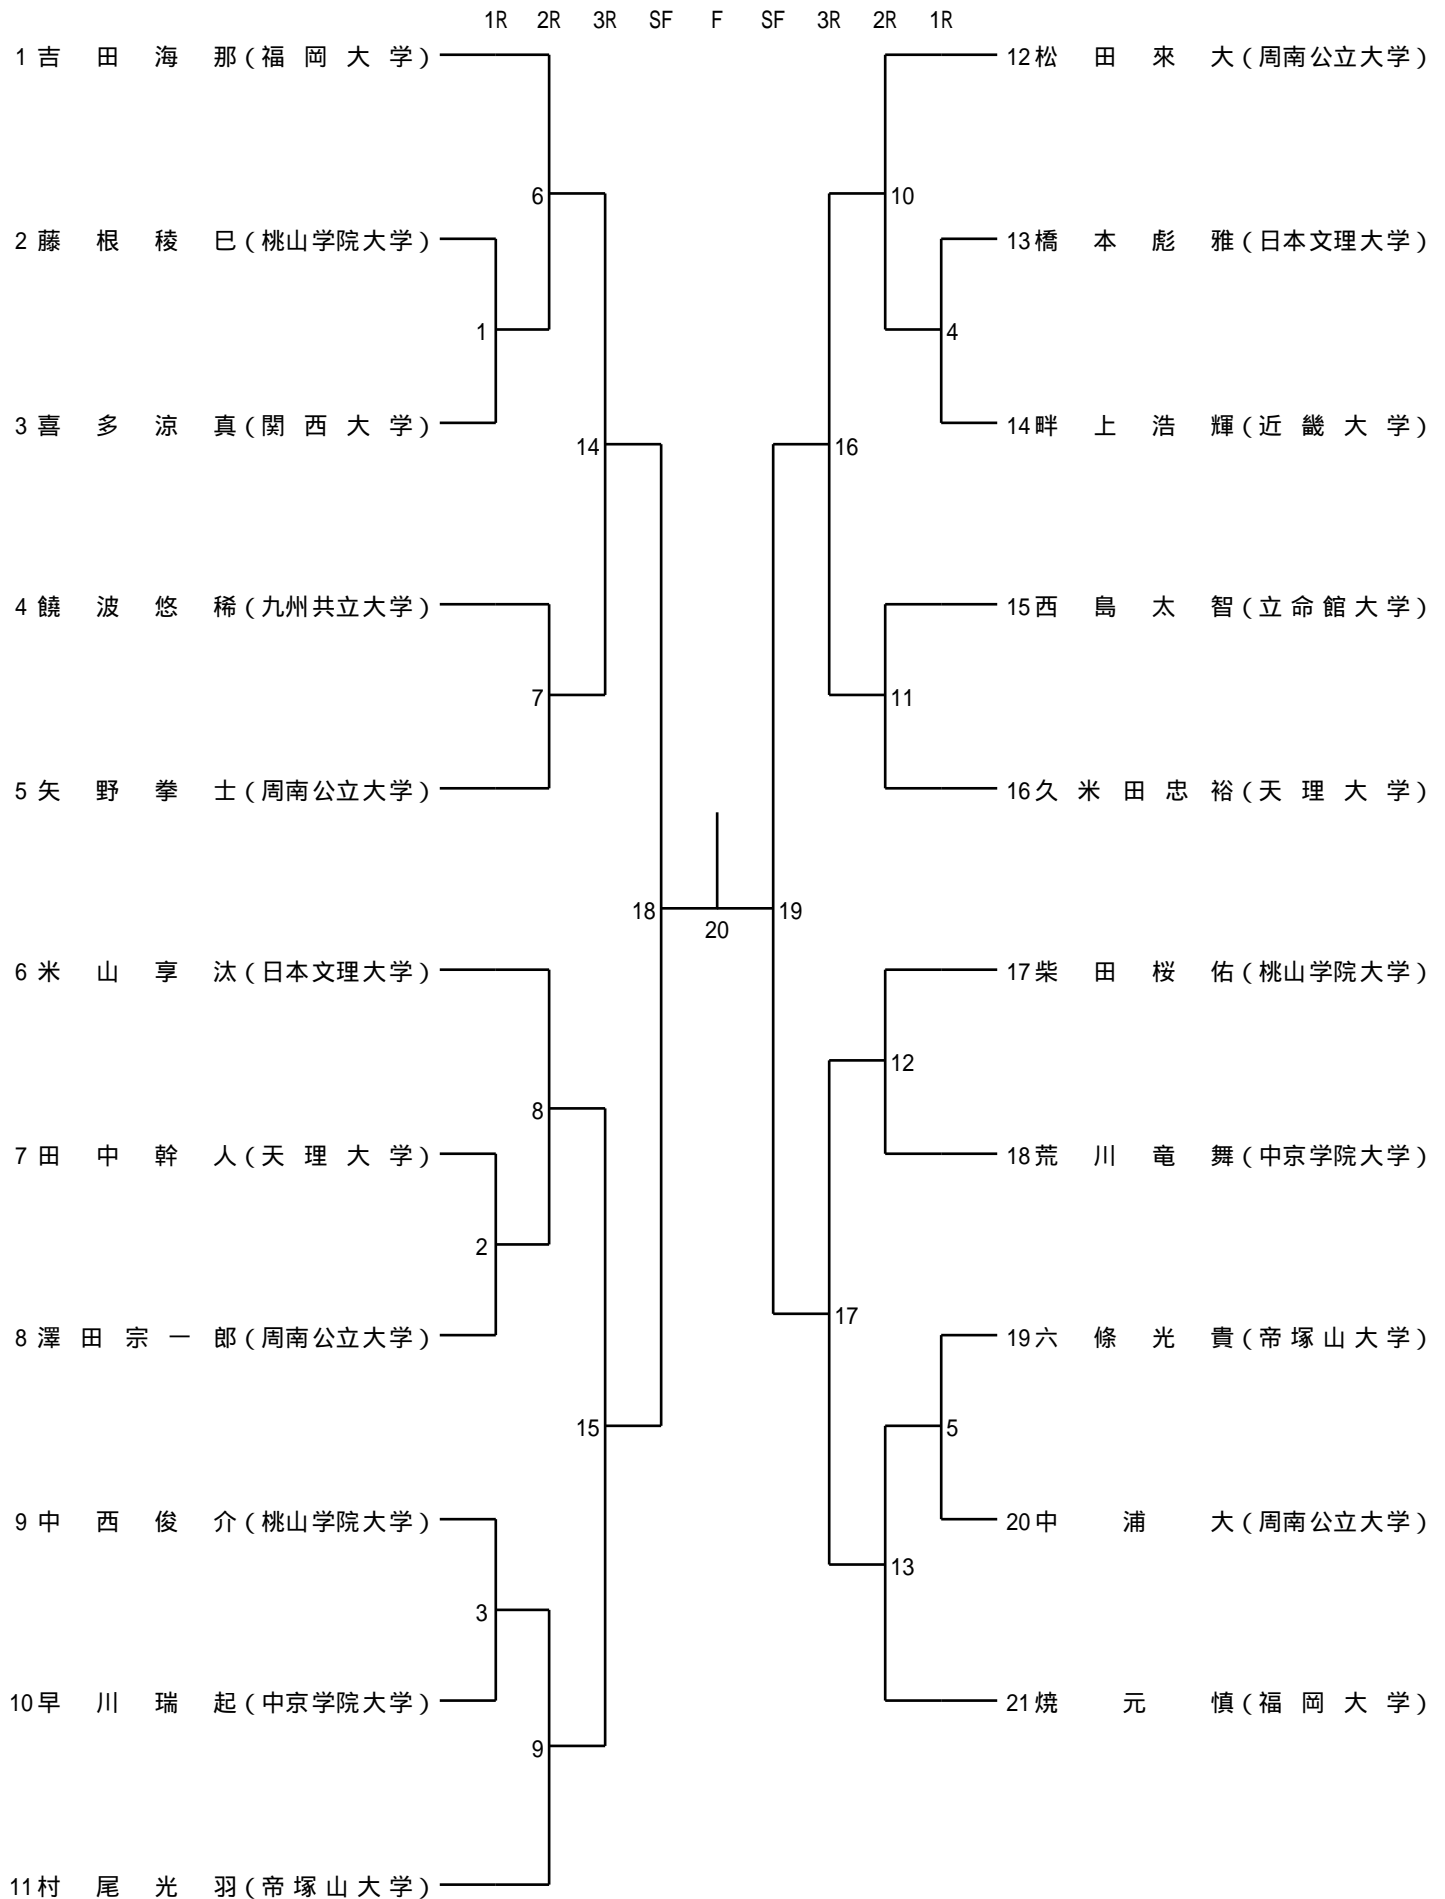 1R 2R 3R SF F SF 3R 2R 1R
1 吉田海那(福岡大学)
12 松田來大(周南公立大学)
6
10
2 藤根稜巳(桃山学院大学)
13 橋本彪雅(日本文理大学)
1
4
3 喜多涼真(関西大学)
14 畔上浩輝(近畿大学)
14
16
4 饒波悠稀(九州共立大学)
15 西島太智(立命館大学)
7
11
5 矢野拳士(周南公立大学)
16 久米田忠裕(天理大学)
18
19
20
6 米山享汰(日本文理大学)
17 柴田桜佑(桃山学院大学)
12
8
7 田中幹人(天理大学)
18 荒川竜舞(中京学院大学)
2
17
8 澤田宗一郎(周南公立大学)
19 六條光貴(帝塚山大学)
15
5
9 中西俊介(桃山学院大学)
20 中浦大(周南公立大学)
13
3
10 早川瑞起(中京学院大学)
21 焼元慎(福岡大学)
9
11 村尾光羽(帝塚山大学)